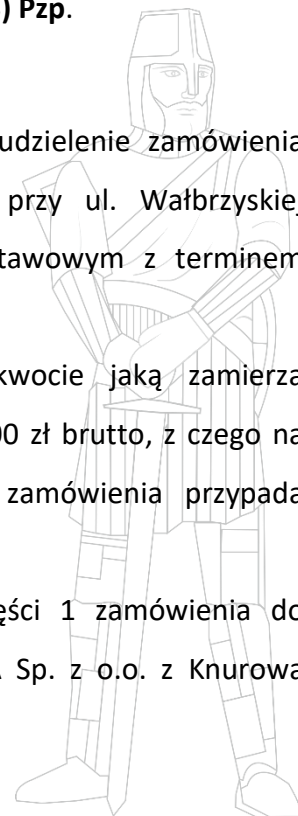 ) Pzp.
udzielenie zamówienia
przy ul. Wałbrzyskiej
tawowym z terminem
kwocie jaką zamierza
00 zł brutto, z czego na
zamówienia przypada
ęści 1 zamówienia do
Sp. z o.o. z Knurowa